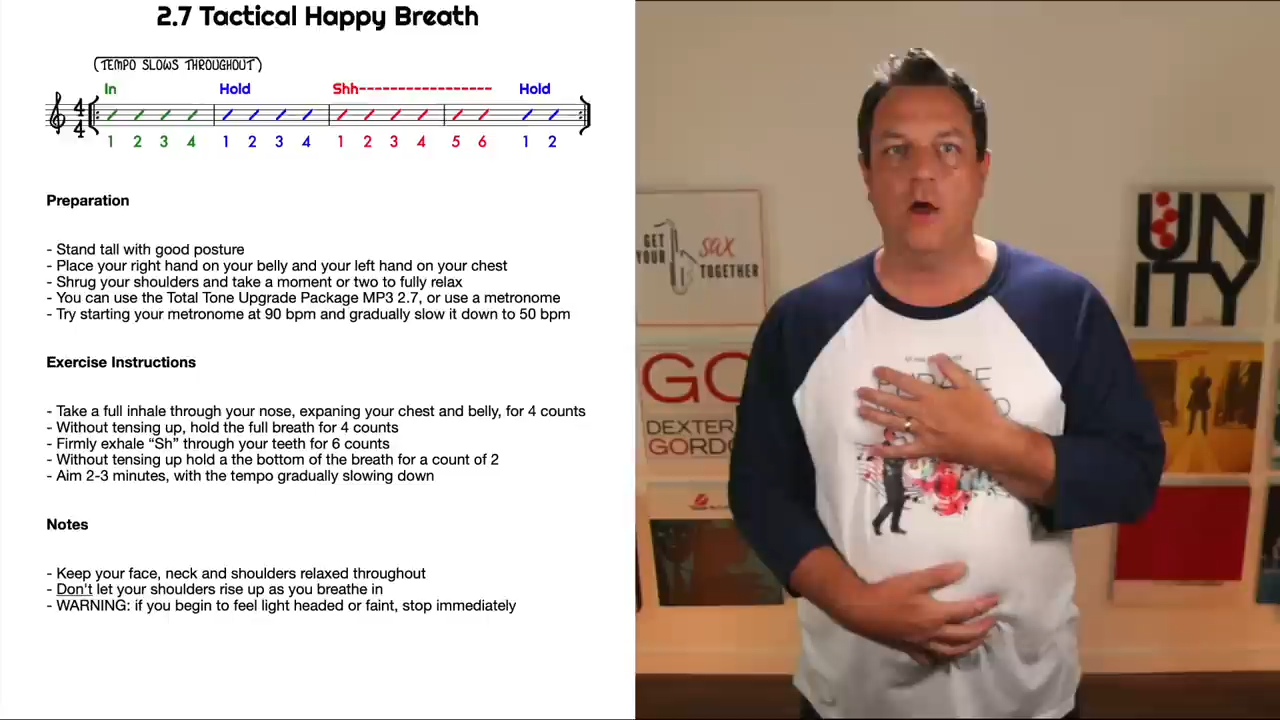 2.7 Tactical Happy Breath
(TEMPO SLOWS THROUGHOUT)
In Hold Shh Hold
4
4
1 2 3 4 1 2 3 4 1 2 3 4 5 6 1 2
Preparation
- Stand tall with good posture
- Place your right hand on your belly and your left hand on your chest
- Shrug your shoulders and take a moment or two to fully relax
- You can use the Total Tone Upgrade Package MP3 2.7, or use a metronome
- Try starting your metronome at 90 bpm and gradually slow it down to 50 bpm
Exercise Instructions
- Take a full inhale through your nose, expaning your chest and belly, for 4 counts
- Without tensing up, hold the full breath for 4 counts
- Firmly exhale “Sh” through your teeth for 6 counts
- Without tensing up hold a the bottom of the breath for a count of 2
- Aim 2-3 minutes, with the tempo gradually slowing down
Notes
- Keep your face, neck and shoulders relaxed throughout
- Don't let your shoulders rise up as you breathe in
- WARNING: if you begin to feel light headed or faint, stop immediately
GET
YOUR sax
TOGETHER
GO
DEXTER
GORDO
UN
ITY